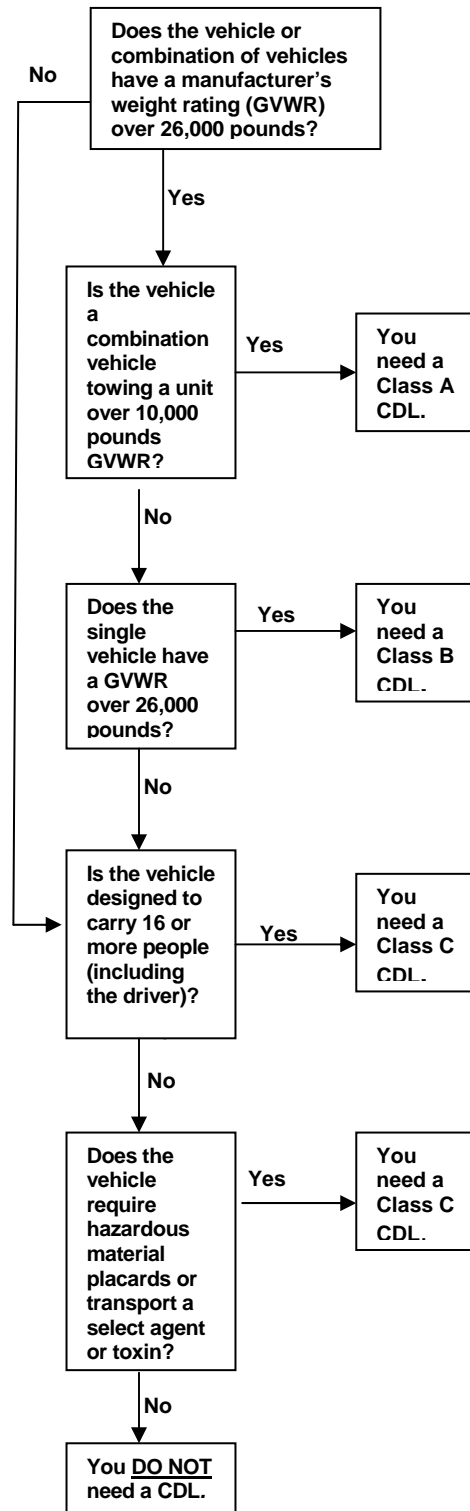 Does the vehicle or
combination of vehicles
have a manufacturer's
weight rating (GVWR)
over 26,000 pounds?
No
Yes
Is the vehicle
a
combination
vehicle
towing a unit
over 10,000
pounds
GVWR?
Yes
You
need a
Class A
CDL.
No
Does the
single
vehicle have
a GVWR
over 26,000
pounds?
Yes
You
need a
Class B
CDL.
No
Is the vehicle
designed to
carry 16 or
more people
(including
the driver)?
Yes
You
need a
Class C
CDL.
No
Does the
vehicle
require
hazardous
material
placards or
transport a
select agent
or toxin?
Yes
You
need a
Class C
CDL.
No
You DO NOT
need a CDL.